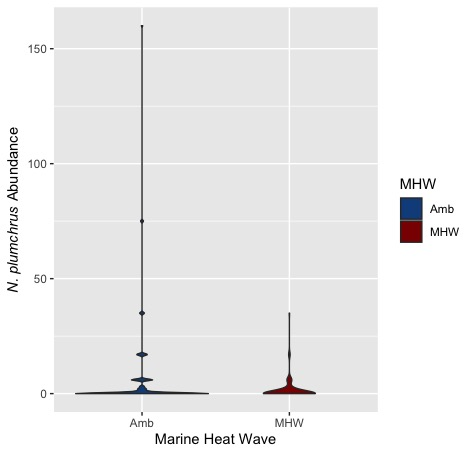 150
100
50
0
N. plumchrus Abundance
Amb
MHW
Marine Heat Wave
MHW
Amb
MHW